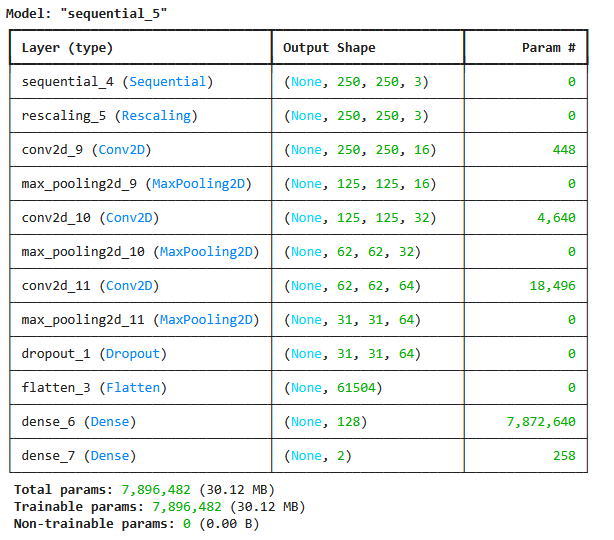 Model: "sequential_5"
Layer (type) Output Shape Param #
sequential_4 (Sequential) (None, 250, 250, 3) 0
rescaling_5 (Rescaling) (None, 250, 250, 3) 0
conv2d_9 (Conv2D) (None, 250, 250, 16) 448
max_pooling2d_9 (MaxPooling2D) (None, 125, 125, 16) 0
conv2d_10 (Conv2D) (None, 125, 125, 32) 4,640
max_pooling2d_10 (MaxPooling2D) (None, 62, 62, 32) 0
conv2d_11 (Conv2D) (None, 62, 62, 64) 18,496
max_pooling2d_11 (MaxPooling2D) (None, 31, 31, 64) 0
dropout_1 (Dropout) (None, 31, 31, 64) 0
flatten_3 (Flatten) (None, 61504) 0
dense_6 (Dense) (None, 128) 7,872,640
dense_7 (Dense) (None, 2) 258
Total params: 7,896,482 (30.12 MB)
Trainable params: 7,896,482 (30.12 MB)
Non-trainable params: 0 (0.00 B)